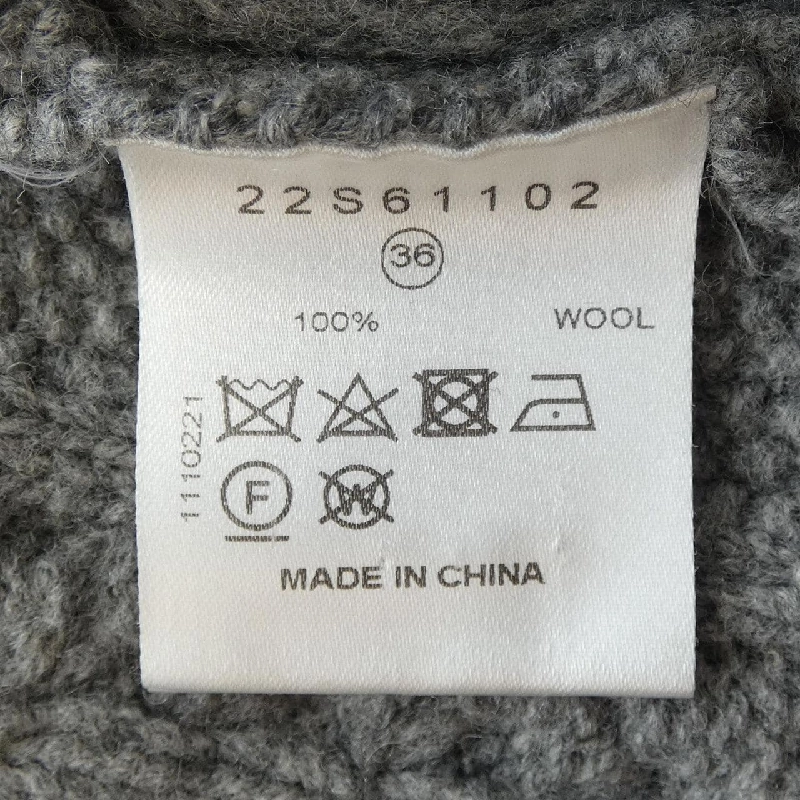 22S61102
36
100% WOOL
1110221
F W
MADE IN CHINA